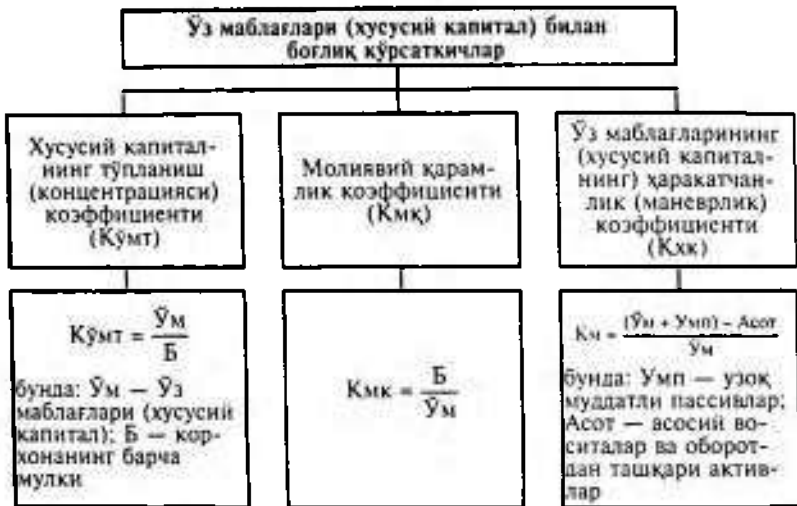 Ўз маблағлари (хусусий капитал) билан
боғлиқ кўрсаткичлар
Хусусий капитал-
нинг тўпланиш
(концентрацияси)
коэффициенти
(Кўмт)
Молиявий қарам-
лик коэффициенти
(Кмқ)
Ўз маблағларининг
(хусусий капитал-
нинг) ҳаракатчан-
лик (маневрлик)
коэффициенти
(Кхк)
Кўмт = Ўм / Б
бунда: Ўм — Ўз
маблағлари (хусусий
капитал); Б — кор-
хонанинг барча
мулки
Кмк = Б / Ўм
Км = (Ўм + Умп) – Асот / Ўм
бунда: Умп — узоқ
муддатли пассивлар;
Асот — асосий во-
ситалар ва оборот-
дан ташқари актив-
лар